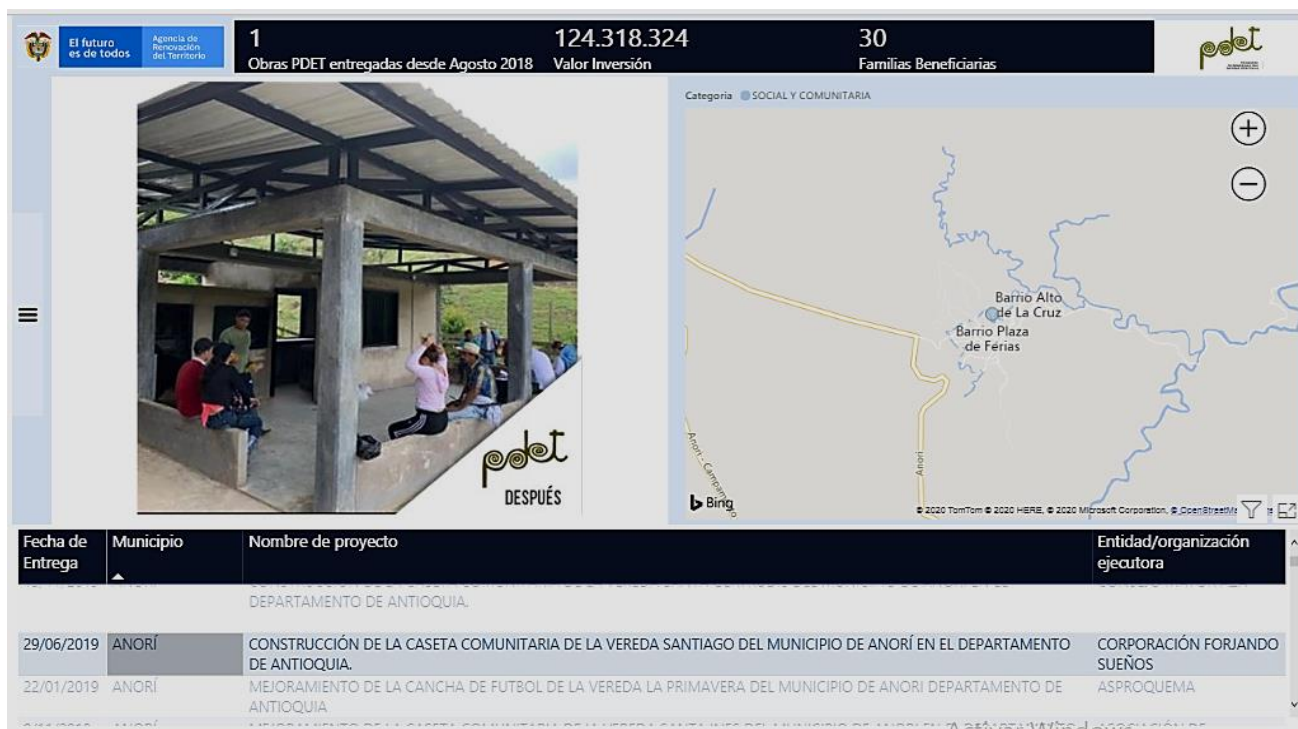 El futuro
es de todos
Agencia de
Renovación
del Territorio
1
Obras PDET entregadas desde Agosto 2018
124.318.324
Valor Inversión
30
Familias Beneficiarias
pdet
Categoria SOCIAL Y COMUNITARIA
Barrio Alto
de La Cruz
Barrio Plaza
de Ferias
Anorí
Anorí - Campamento
pdet
DESPUÉS
Bing
© 2020 TomTom © 2020 HERE, © 2020 Microsoft Corporation, © OpenStreetMap
Fecha de
Entrega
Municipio
Nombre de proyecto
Entidad/organización
ejecutora
DEPARTAMENTO DE ANTIOQUIA.
29/06/2019 ANORÍ CONSTRUCCIÓN DE LA CASETA COMUNITARIA DE LA VEREDA SANTIAGO DEL MUNICIPIO DE ANORÍ EN EL DEPARTAMENTO CORPORACIÓN FORJANDO
DE ANTIOQUIA. SUEÑOS
22/01/2019 ANORÍ MEJORAMIENTO DE LA CANCHA DE FUTBOL DE LA VEREDA LA PRIMAVERA DEL MUNICIPIO DE ANORI DEPARTAMENTO DE ASPROQUEMA
ANTIOQUIA